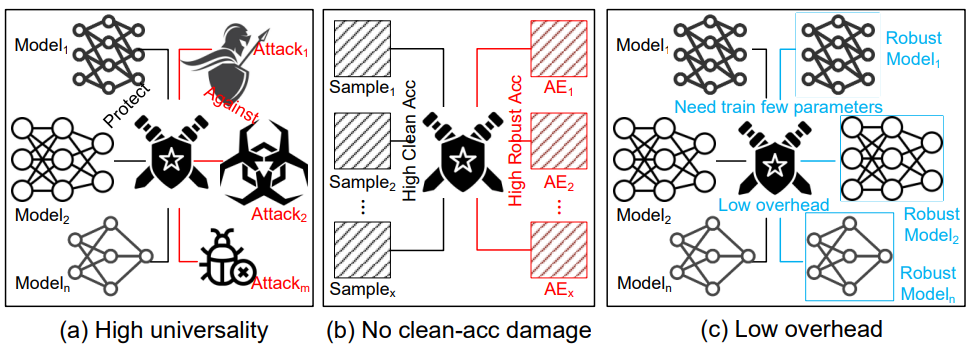 Model1
Attack1
Protect
Against
Model2
Attack2
Modeln
Attackm
(a) High universality
Sample1
AE1
High Clean Acc
High Robust Acc
Sample2
AE2
...
...
Samplex
AEx
(b) No clean-acc damage
Model1
Robust
Model1
Need train few parameters
Low overhead
Model2
Robust
Model2
Modeln
Robust
Modeln
(c) Low overhead